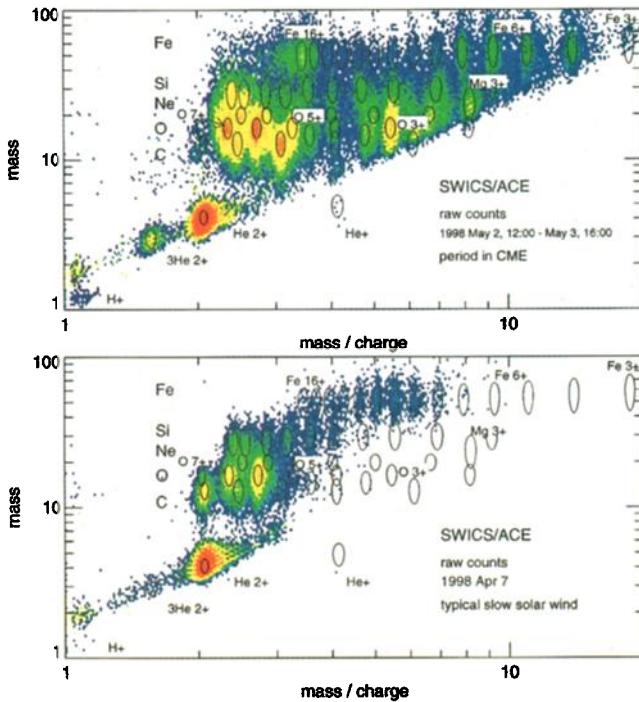 100
10
1
mass
Fe
Si
Ne
O
C
Fe 16+
Fe 6+
Fe 3+
Mg 3+
O 7+
O 5+
O 3+
He 2+
He+
3He 2+
H+
SWICS/ACE
raw counts
1998 May 2, 12:00 - May 3, 16:00
period in CME
1
10
mass / charge
100
10
1
mass
Fe
Si
Ne
O
C
Fe 16+
Fe 6+
Fe 3+
Mg 3+
O 7+
O 5+
O 3+
He 2+
He+
3He 2+
H+
SWICS/ACE
raw counts
1998 Apr 7
typical slow solar wind
1
10
mass / charge